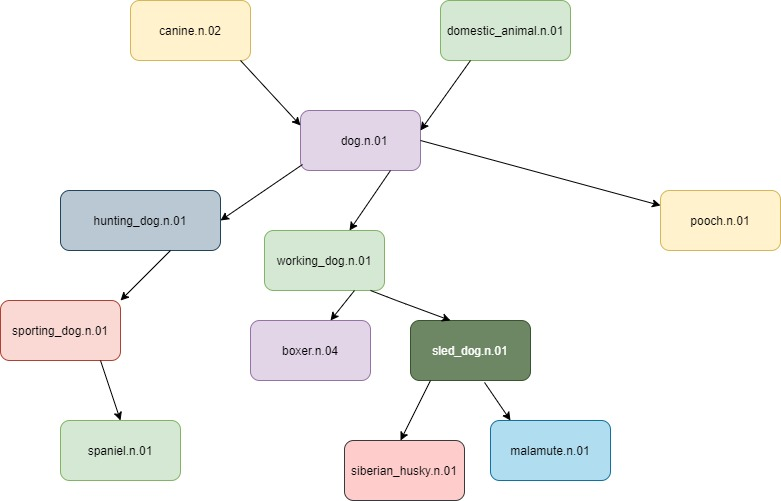 canine.n.02
domestic_animal.n.01
dog.n.01
hunting_dog.n.01
pooch.n.01
working_dog.n.01
sporting_dog.n.01
boxer.n.04
sled_dog.n.01
spaniel.n.01
siberian_husky.n.01
malamute.n.01